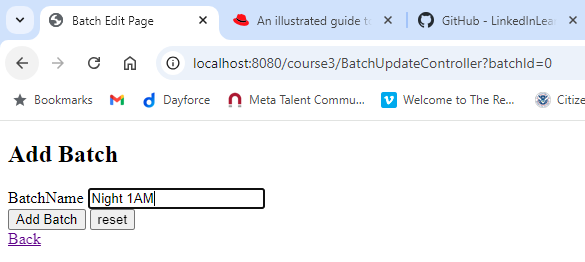 Batch Edit Page
An illustrated guide to
GitHub - LinkedInLea
localhost:8080/course3/BatchUpdateController?batchId=0
Bookmarks
Dayforce
Meta Talent Commu...
Welcome to The Re...
Citize
Add Batch
BatchName Night 1AM
Add Batch reset
Back